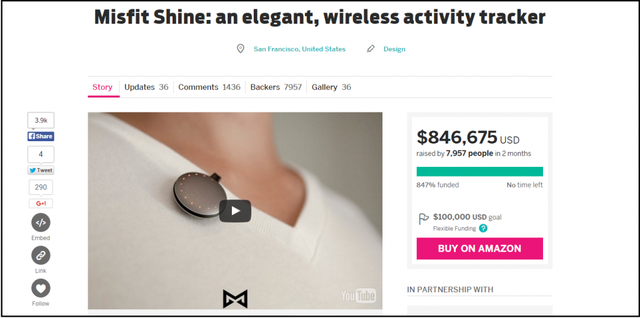 Misfit Shine: an elegant, wireless activity tracker
San Francisco, United States Design
Story Updates 36 Comments 1436 Backers 7957 Gallery 36
3.9k
Share
4
Tweet
290
G+1
</>
Embed
Link
Follow
YouTube
$846,675 USD
raised by 7,957 people in 2 months
847% funded No time left
$100,000 USD goal
Flexible Funding ?
BUY ON AMAZON
IN PARTNERSHIP WITH